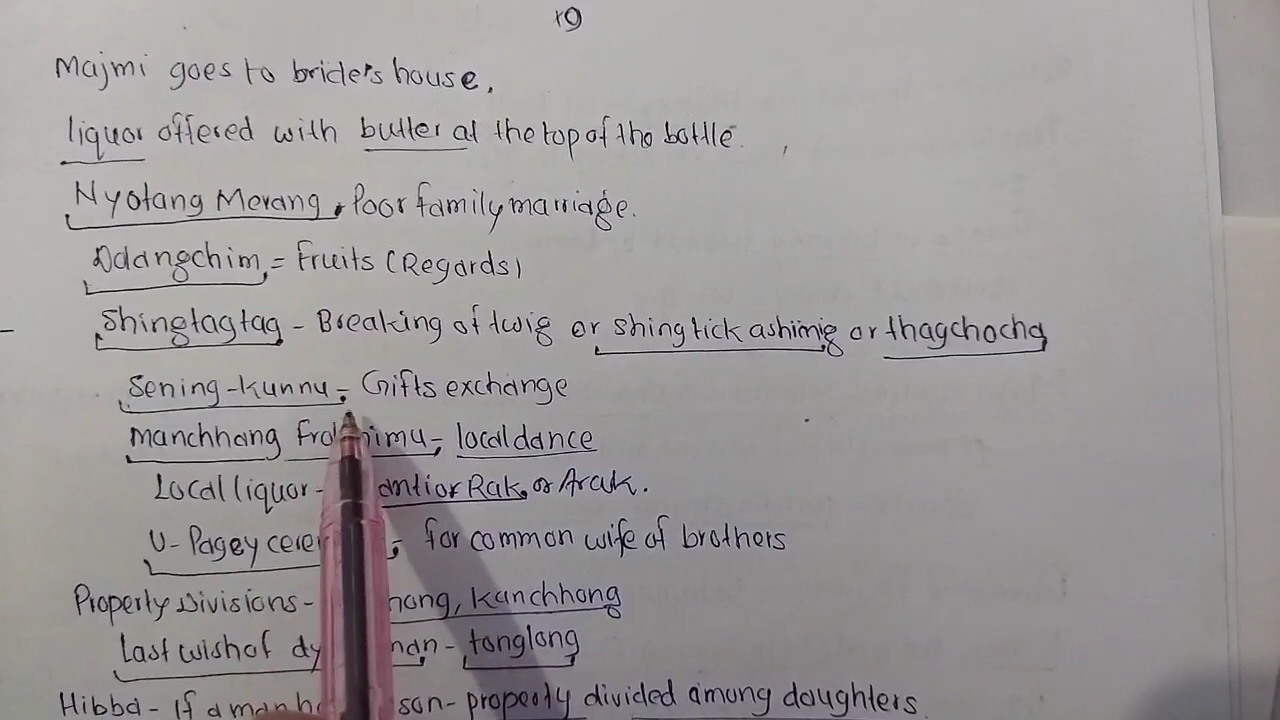 19
Majmi goes to bride's house.
liquor offered with butter at the top of the bottle.
Nyotang Merang. Poor family marriage.
Ddangchim = Fruits (Regards)
Shingtagtag - Breaking of twig or shingtick ashimig or thagchocha
Sening-kunnu - Gifts exchange
Manchhang localdance
Local liquor - or Rak. or Arak.
U- Pagey for common wife of brothers
Property Divisions - Kanchhong
Last wish of - tonglong
Hibba - If a man son - property divided among daughters.